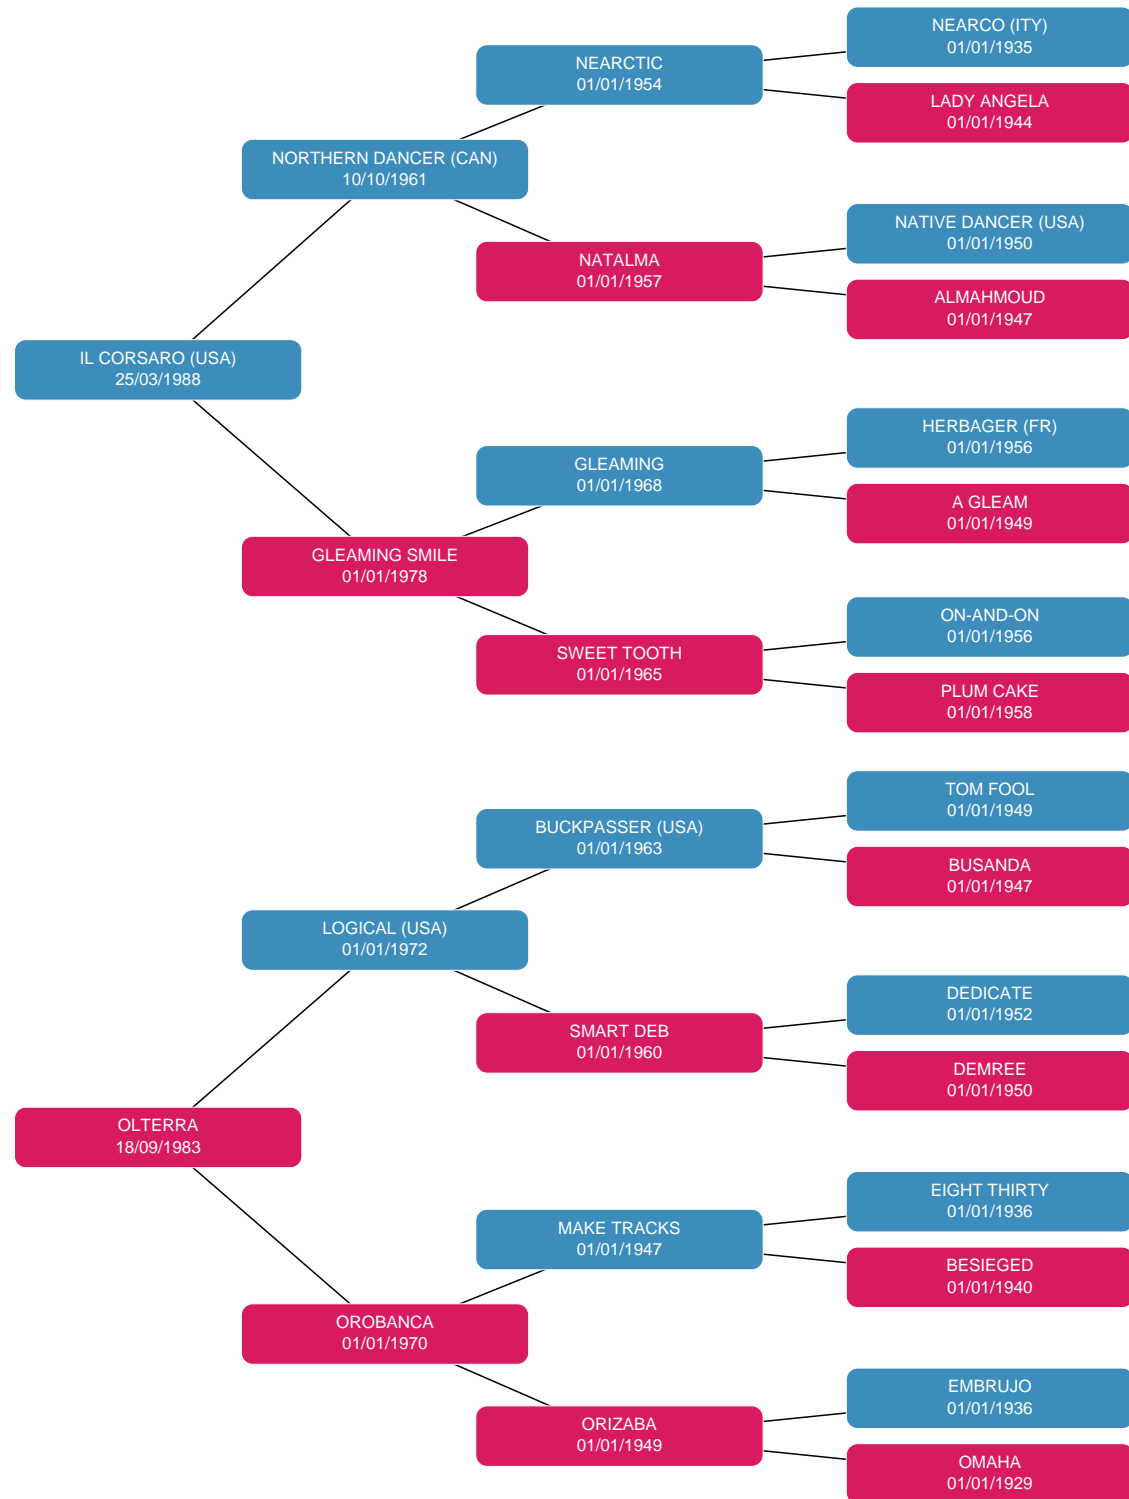 NEARCO (ITY)
01/01/1935
NEARCTIC
01/01/1954
LADY ANGELA
01/01/1944
NORTHERN DANCER (CAN)
10/10/1961
NATIVE DANCER (USA)
01/01/1950
NATALMA
01/01/1957
ALMAHMOUD
01/01/1947
IL CORSARO (USA)
25/03/1988
HERBAGER (FR)
01/01/1956
GLEAMING
01/01/1968
A GLEAM
01/01/1949
GLEAMING SMILE
01/01/1978
ON-AND-ON
01/01/1956
SWEET TOOTH
01/01/1965
PLUM CAKE
01/01/1958
TOM FOOL
01/01/1949
BUCKPASSER (USA)
01/01/1963
BUSANDA
01/01/1947
LOGICAL (USA)
01/01/1972
DEDICATE
01/01/1952
SMART DEB
01/01/1960
DEMREE
01/01/1950
OLTERRA
18/09/1983
EIGHT THIRTY
01/01/1936
MAKE TRACKS
01/01/1947
BESIEGED
01/01/1940
OROBANCA
01/01/1970
EMBRUJO
01/01/1936
ORIZABA
01/01/1949
OMAHA
01/01/1929